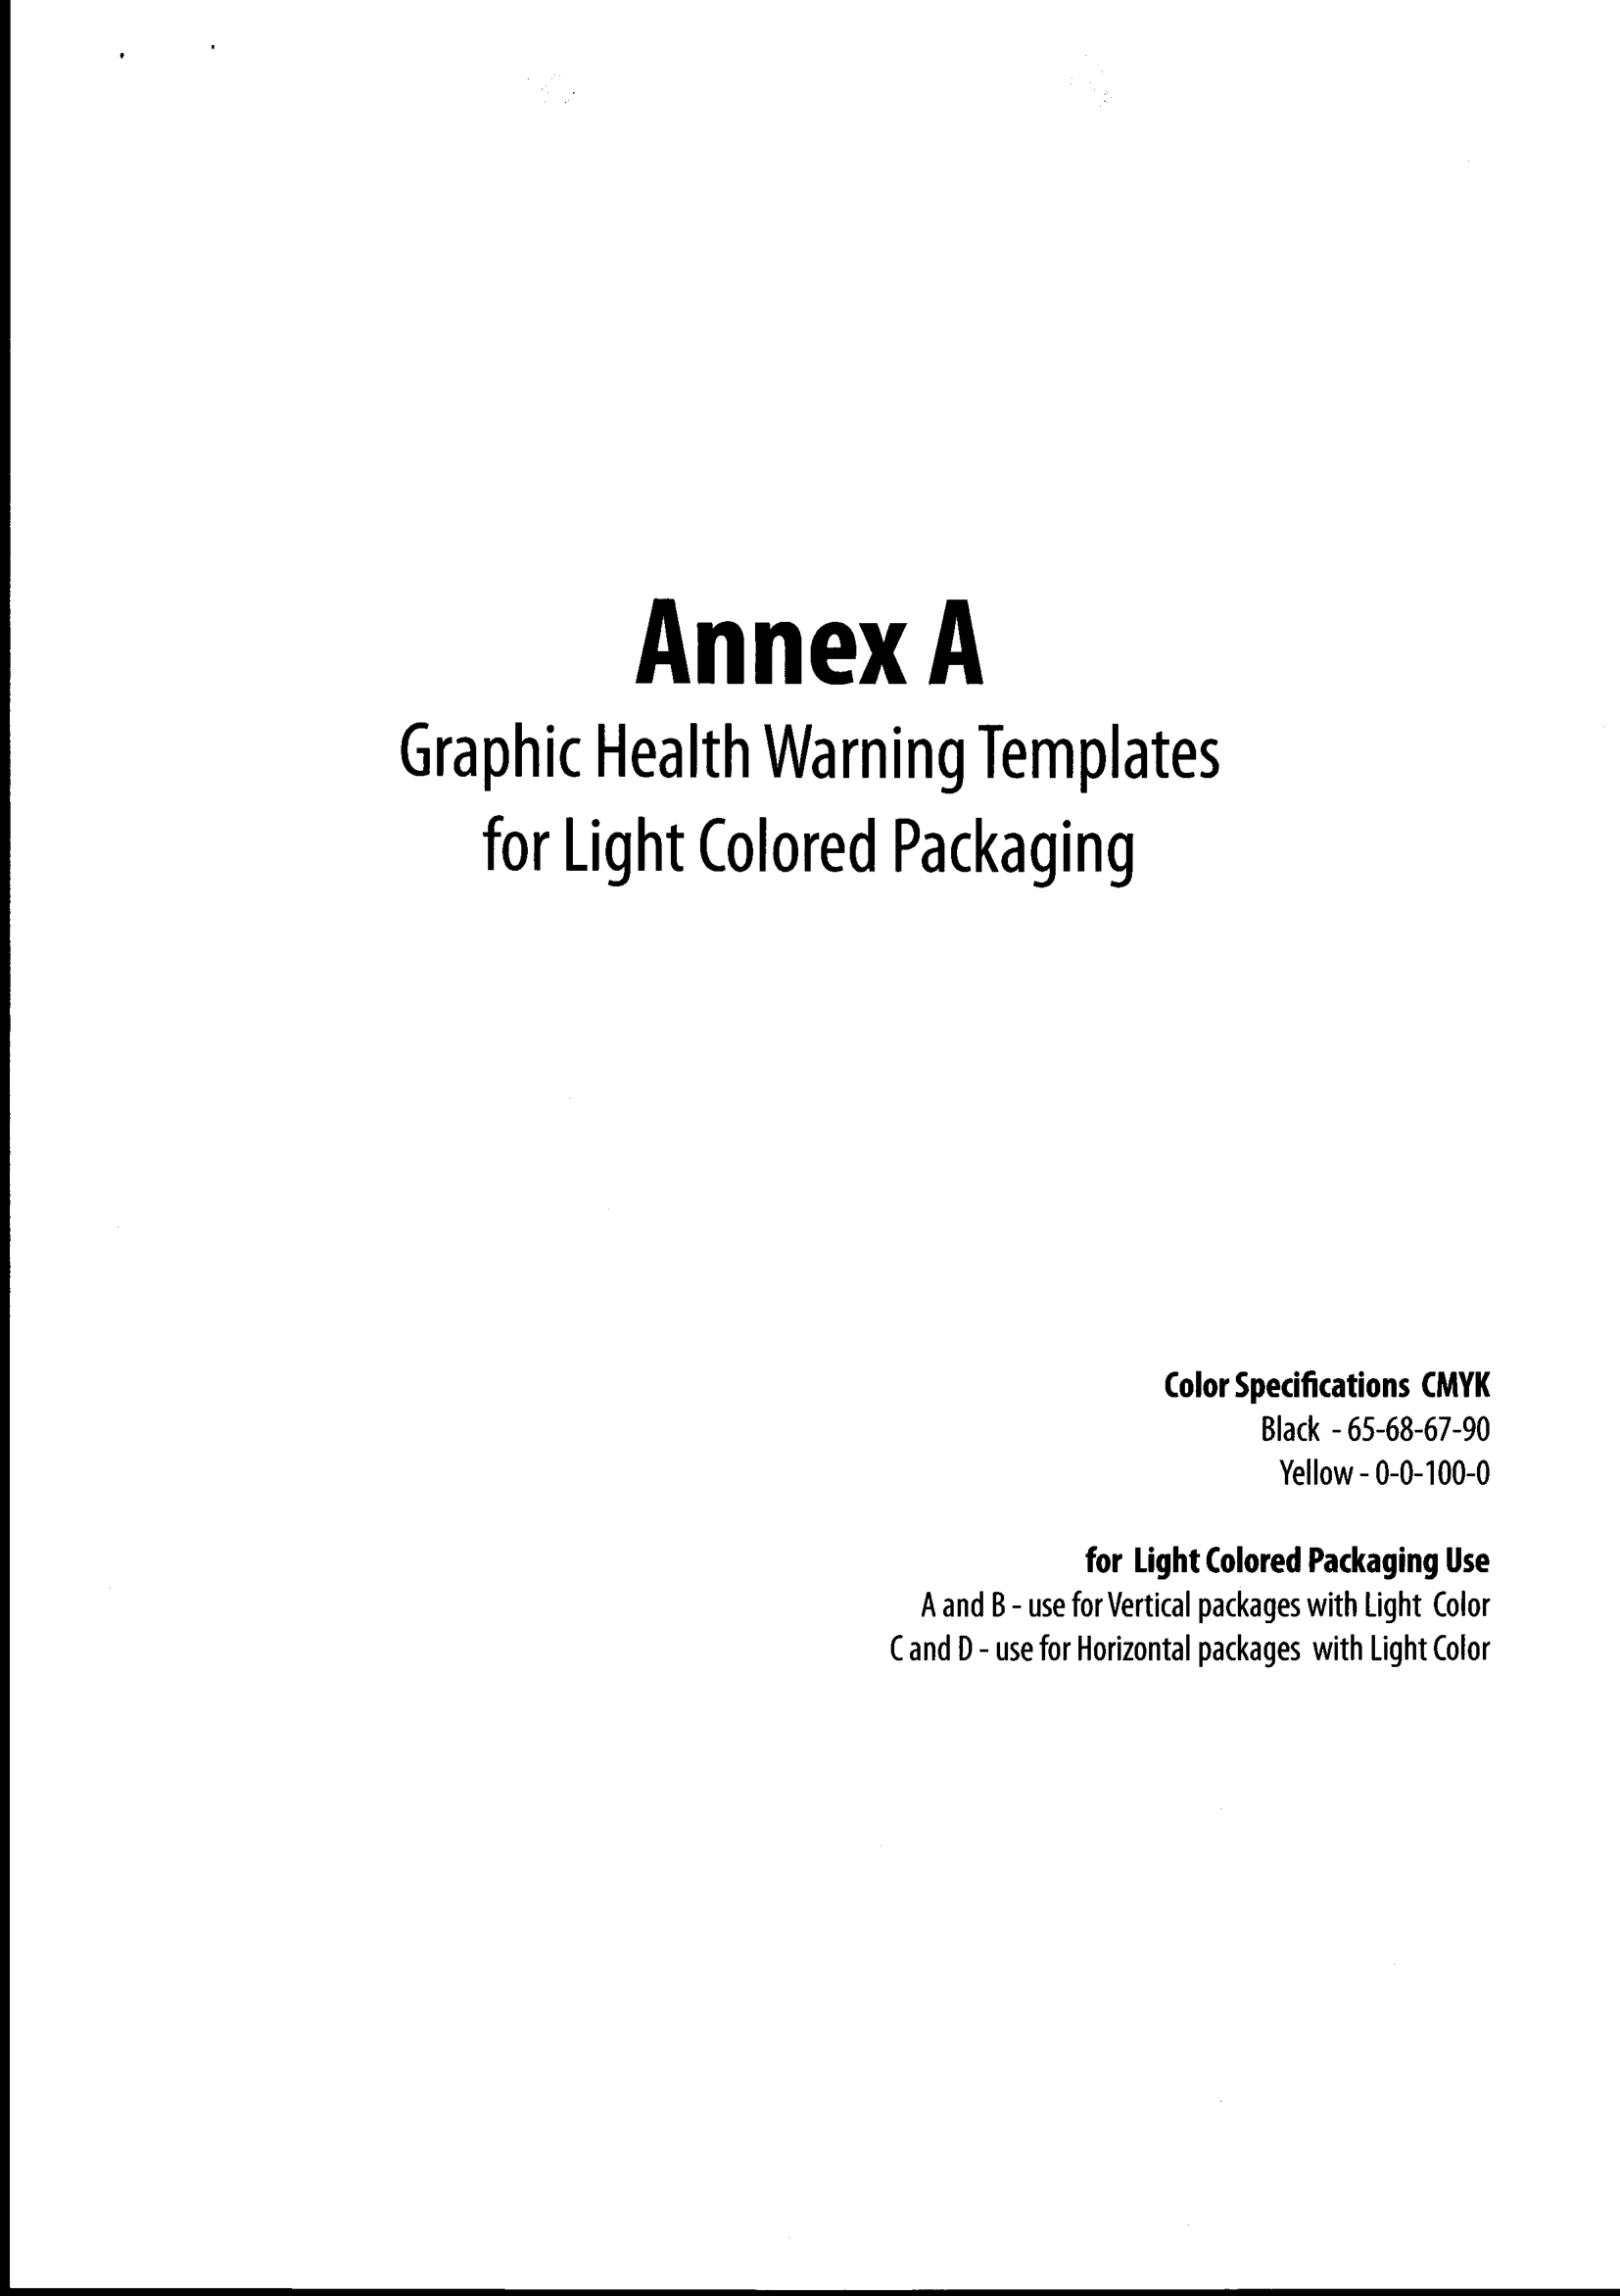 Annex A
Graphic Health Warning Templates
for Light Colored Packaging
Color Specifications CMYK
Black - 65-68-67-90
Yellow - 0-0-100-0
for Light Colored Packaging Use
A and B - use for Vertical packages with Light Color
C and D - use for Horizontal packages with Light Color